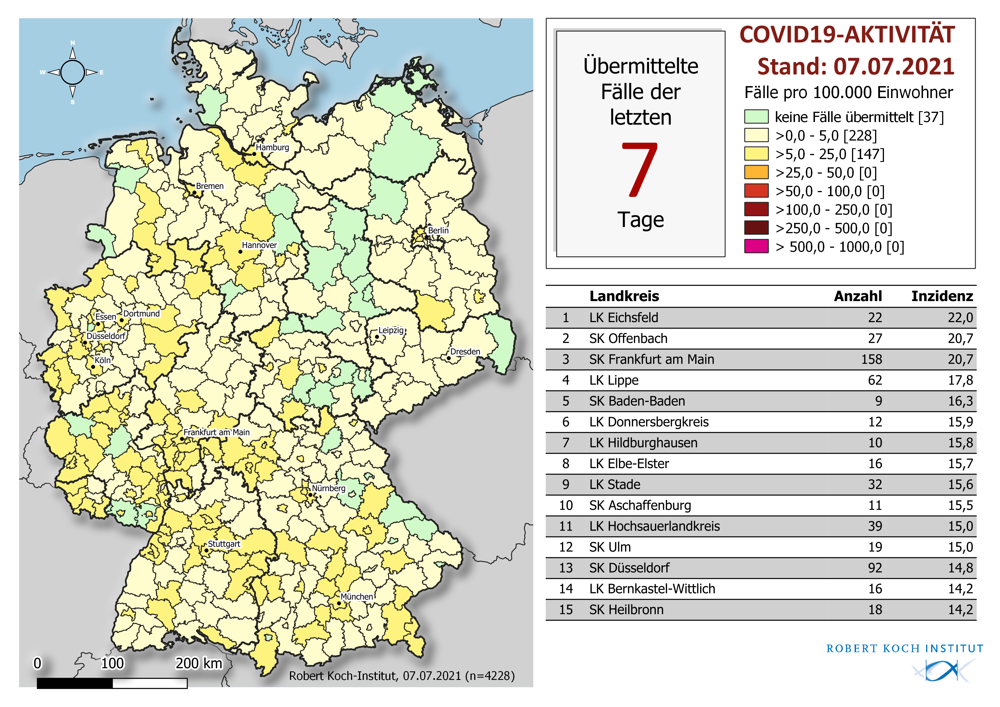 N
W
E
S
Hamburg
Bremen
Berlin
Hannover
Essen
Dortmund
Düsseldorf
Leipzig
Köln
Dresden
Frankfurt am Main
Nürnberg
Stuttgart
München
0 100 200 km
Robert Koch-Institut, 07.07.2021 (n=4228)
Übermittelte
Fälle der
letzten
7
Tage
COVID19-AKTIVITÄT
Stand: 07.07.2021
Fälle pro 100.000 Einwohner
keine Fälle übermittelt [37]
>0,0 - 5,0 [228]
>5,0 - 25,0 [147]
>25,0 - 50,0 [0]
>50,0 - 100,0 [0]
>100,0 - 250,0 [0]
>250,0 - 500,0 [0]
> 500,0 - 1000,0 [0]
Landkreis Anzahl Inzidenz
1 LK Eichsfeld 22 22,0
2 SK Offenbach 27 20,7
3 SK Frankfurt am Main 158 20,7
4 LK Lippe 62 17,8
5 SK Baden-Baden 9 16,3
6 LK Donnersbergkreis 12 15,9
7 LK Hildburghausen 10 15,8
8 LK Elbe-Elster 16 15,7
9 LK Stade 32 15,6
10 SK Aschaffenburg 11 15,5
11 LK Hochsauerlandkreis 39 15,0
12 SK Ulm 19 15,0
13 SK Düsseldorf 92 14,8
14 LK Bernkastel-Wittlich 16 14,2
15 SK Heilbronn 18 14,2
ROBERT KOCH INSTITUT